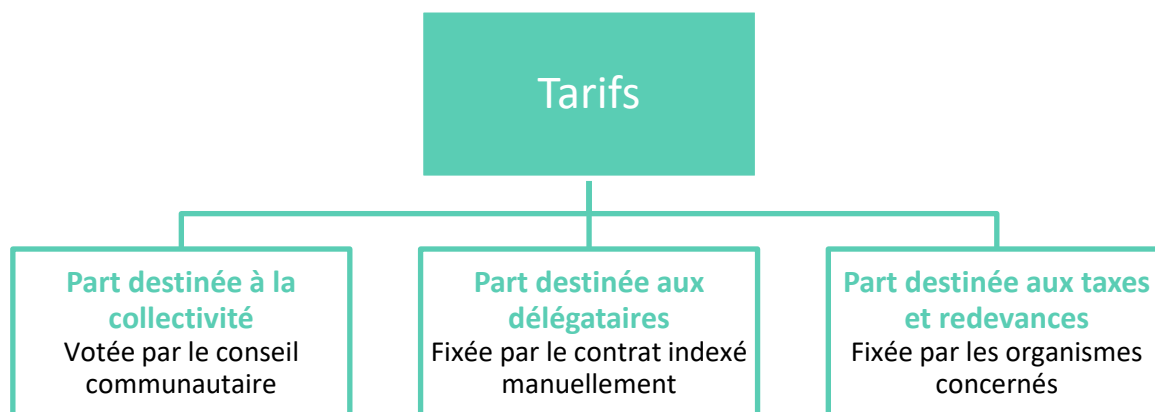 Tarifs
Part destinée à la
collectivité
Votée par le conseil
communautaire
Part destinée aux
délégataires
Fixée par le contrat indexé
manuellement
Part destinée aux taxes
et redevances
Fixée par les organismes
concernés